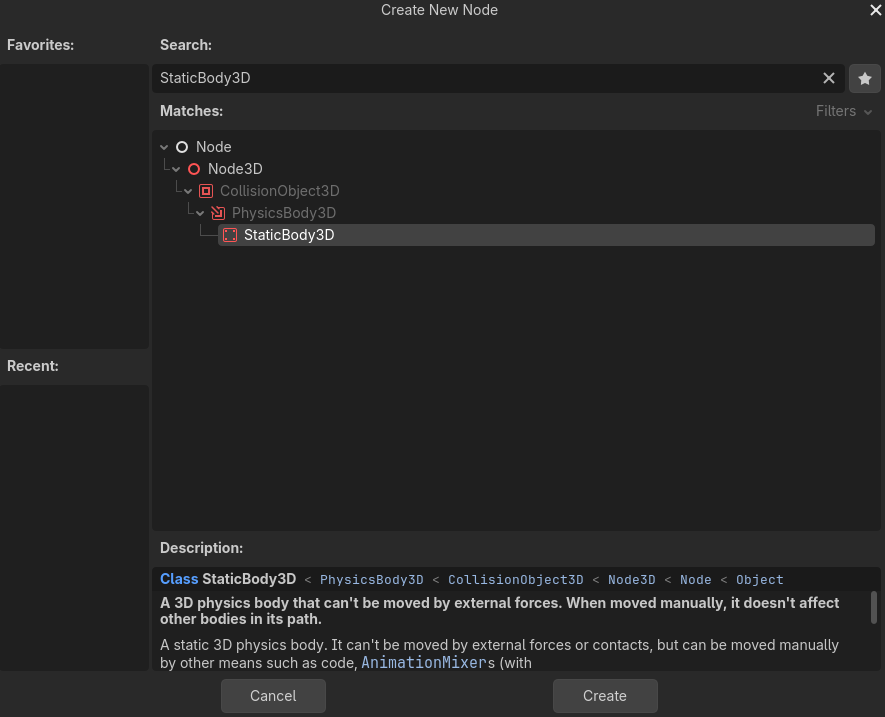 Create New Node
Favorites:
Search:
StaticBody3D
Matches:
Filters
Node
Node3D
CollisionObject3D
PhysicsBody3D
StaticBody3D
Recent:
Description:
Class StaticBody3D < PhysicsBody3D < CollisionObject3D < Node3D < Node < Object
A 3D physics body that can't be moved by external forces. When moved manually, it doesn't affect
other bodies in its path.
A static 3D physics body. It can't be moved by external forces or contacts, but can be moved manually
by other means such as code, AnimationMixers (with
Cancel
Create